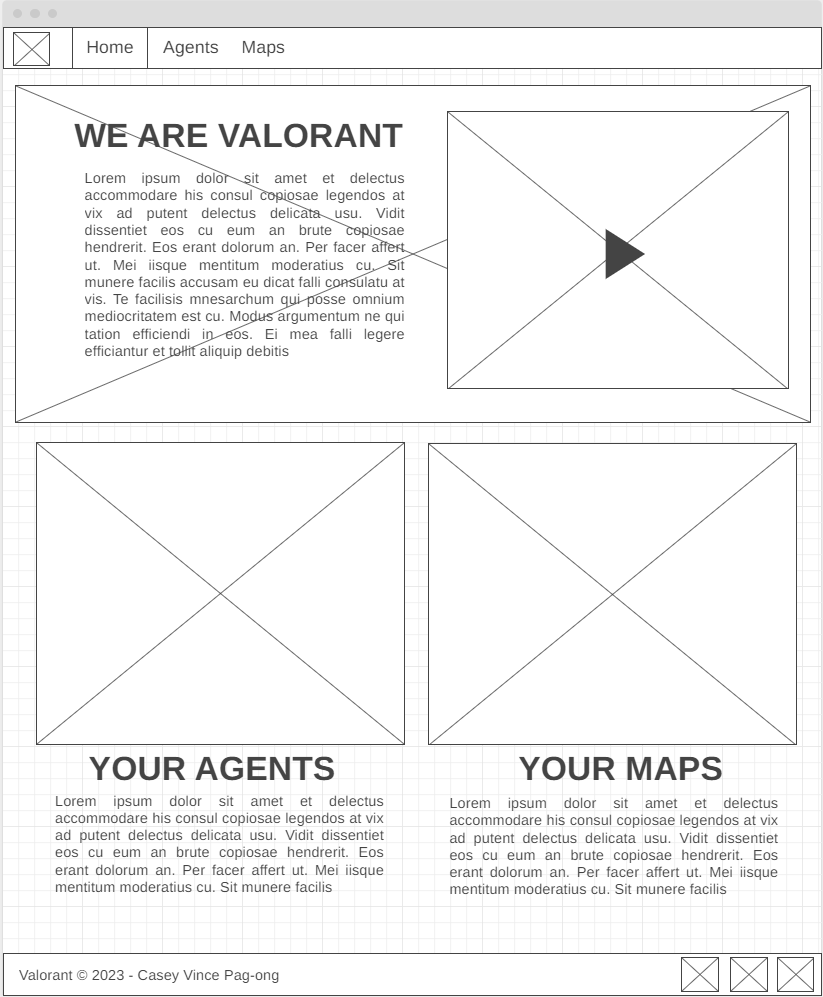 Home Agents Maps
WE ARE VALORANT
Lorem ipsum dolor sit amet et delectus
accommodare his consul copiosae legendos at
vix ad putent delectus delicata usu. Vidit
dissentiet eos cu eum an brute copiosae
hendrerit. Eos erant dolorum an. Per facer affert
ut. Mei iisque mentitum moderatius cu. Sit
munere facilis accusam eu dicat falli consulatu at
vis. Te facilisis mnesarchum qui posse omnium
mediocritatem est cu. Modus argumentum ne qui
tation efficiendi in eos. Ei mea falli legere
efficiantur et tollit aliquip debitis
YOUR AGENTS
Lorem ipsum dolor sit amet et delectus
accommodare his consul copiosae legendos at vix
ad putent delectus delicata usu. Vidit dissentiet
eos cu eum an brute copiosae hendrerit. Eos
erant dolorum an. Per facer affert ut. Mei iisque
mentitum moderatius cu. Sit munere facilis
YOUR MAPS
Lorem ipsum dolor sit amet et delectus
accommodare his consul copiosae legendos at vix
ad putent delectus delicata usu. Vidit dissentiet
eos cu eum an brute copiosae hendrerit. Eos
erant dolorum an. Per facer affert ut. Mei iisque
mentitum moderatius cu. Sit munere facilis
Valorant © 2023 - Casey Vince Pag-ong